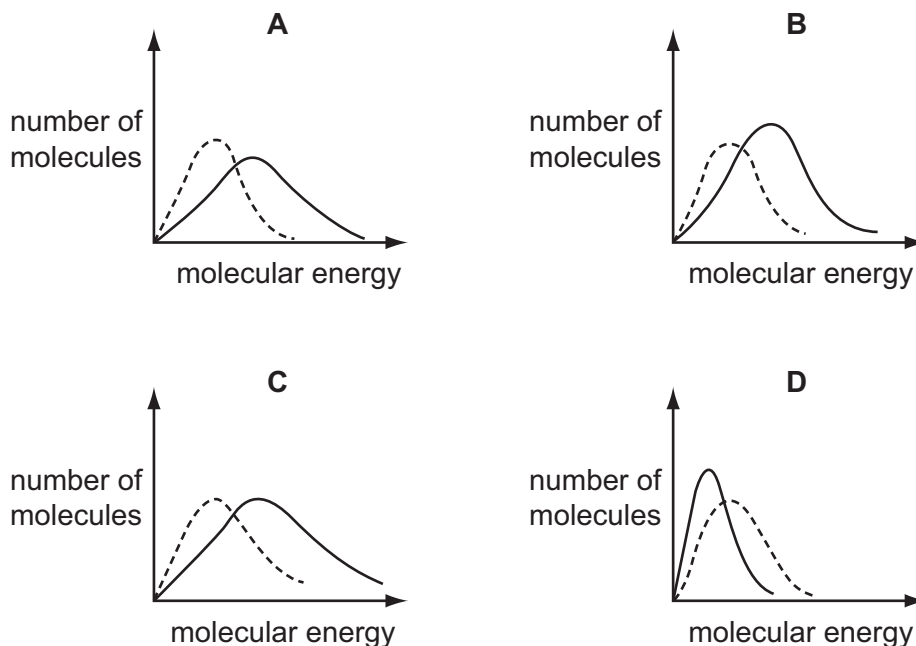 A
number of
molecules
molecular energy
B
number of
molecules
molecular energy
C
number of
molecules
molecular energy
D
number of
molecules
molecular energy